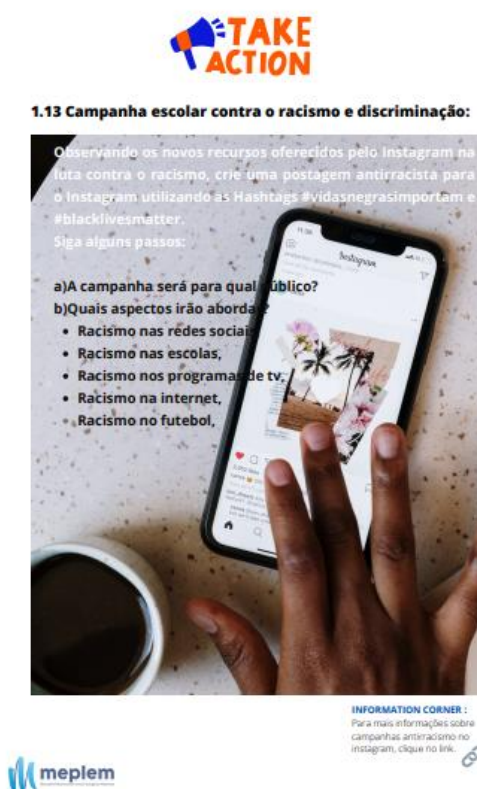 TAKE
ACTION
1.13 Campanha escolar contra o racismo e discriminação:
Observando os novos recursos oferecidos pelo Instagram na
luta contra o racismo, crie uma postagem antirracista para
o Instagram utilizando as Hashtags #vidasnegrasimportam e
#blacklivesmatter.
Siga alguns passos:
a)A campanha será para qual público?
b)Quais aspectos irão abordar?
• Racismo nas redes sociais
• Racismo nas escolas,
• Racismo nos programas de tv,
• Racismo na internet,
• Racismo no futebol,
Instagram
INFORMATION CORNER :
Para mais informações sobre
campanhas antirracismo no
instagram, clique no link.
meplem